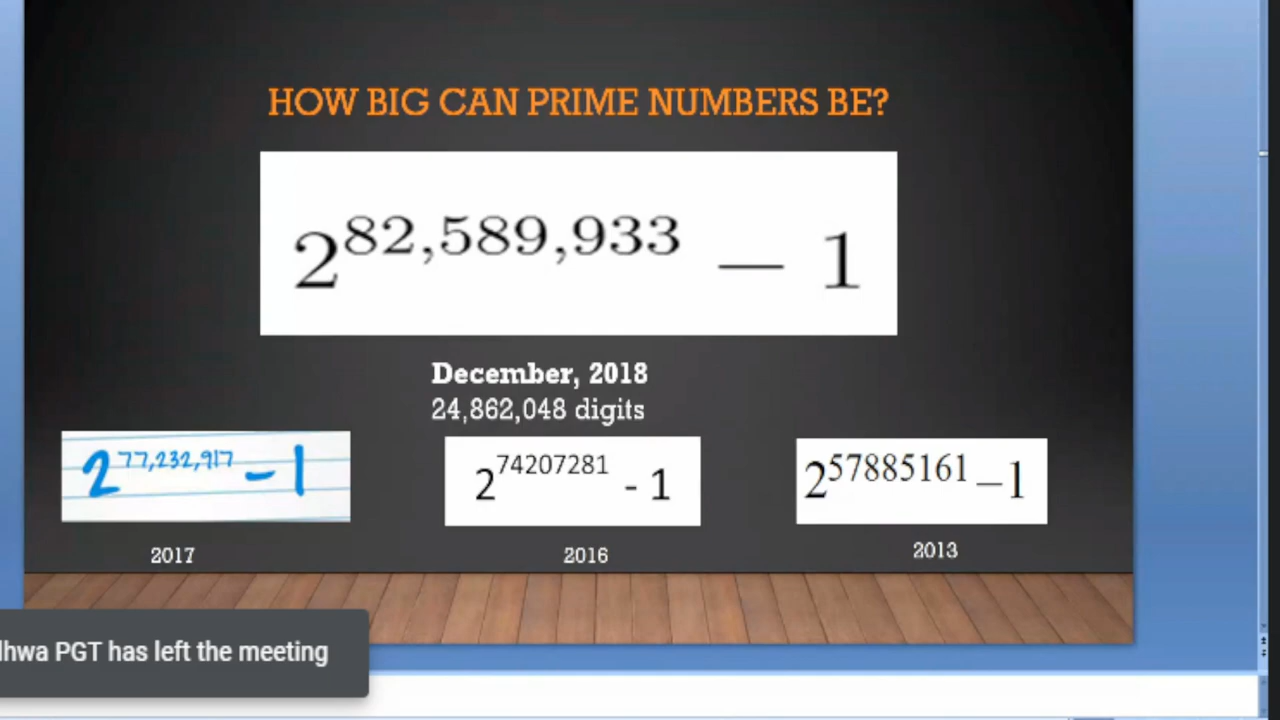 HOW BIG CAN PRIME NUMBERS BE?
2^82,589,933 − 1
December, 2018
24,862,048 digits
2^77,232,917 − 1
2^74207281 - 1
2^57885161 −1
2017
2016
2013
PGT has left the meeting